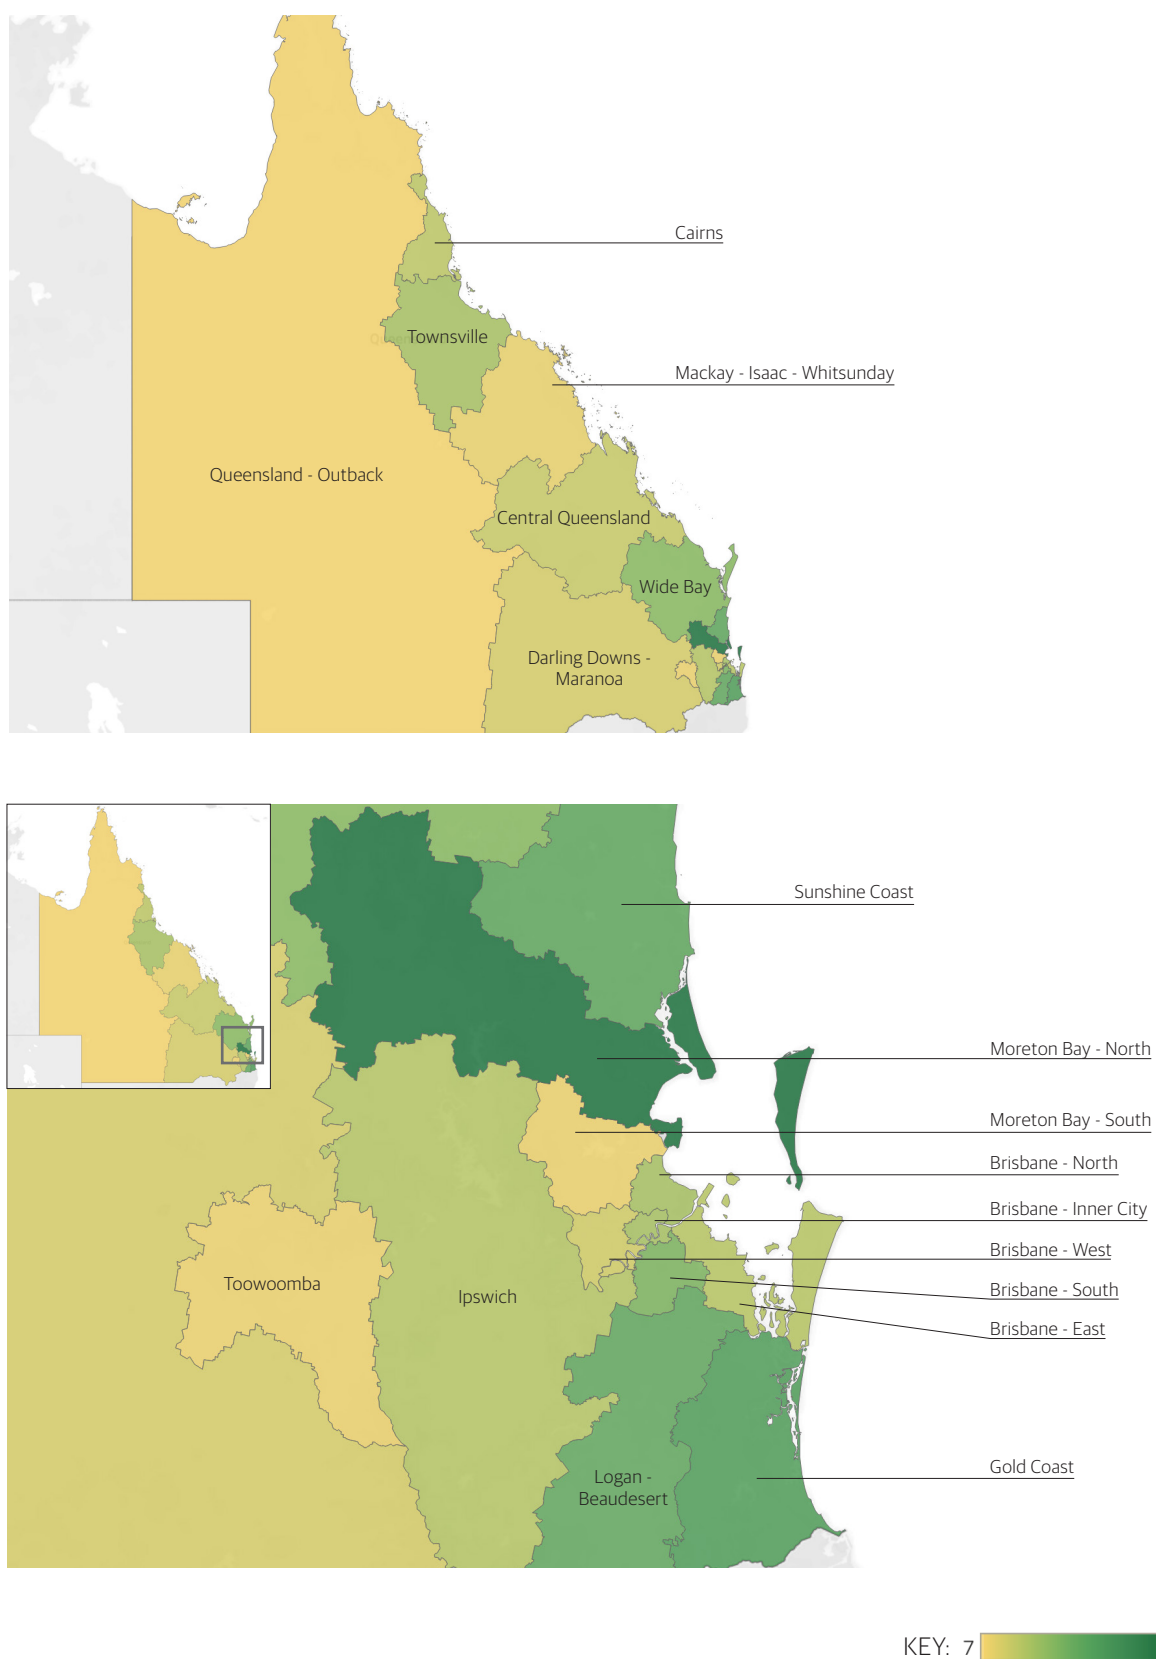 Cairns
Townsville
Mackay - Isaac - Whitsunday
Queensland - Outback
Central Queensland
Wide Bay
Darling Downs -
Maranoa
Sunshine Coast
Moreton Bay - North
Moreton Bay - South
Brisbane - North
Brisbane - Inner City
Brisbane - West
Toowoomba
Ipswich
Brisbane - South
Brisbane - East
Gold Coast
Logan -
Beaudesert
KEY: 7